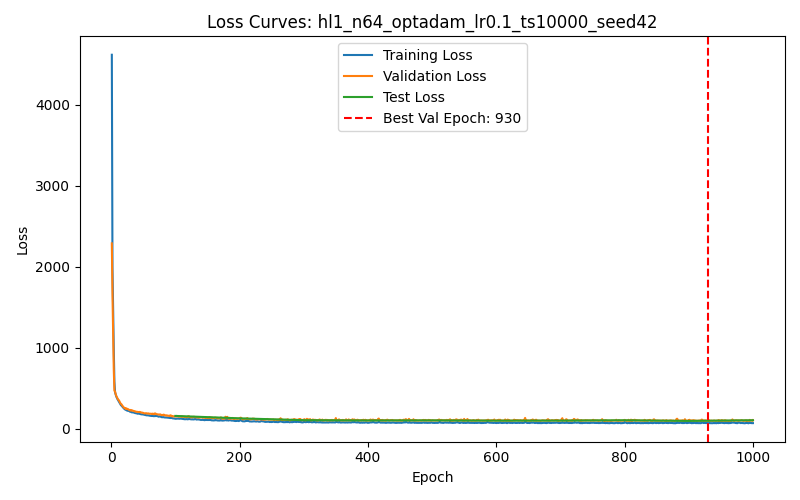 Loss Curves: hl1_n64_optadam_lr0.1_ts10000_seed42
Training Loss
Validation Loss
Test Loss
Best Val Epoch: 930
Loss
4000
3000
2000
1000
0
0 200 400 600 800 1000
Epoch